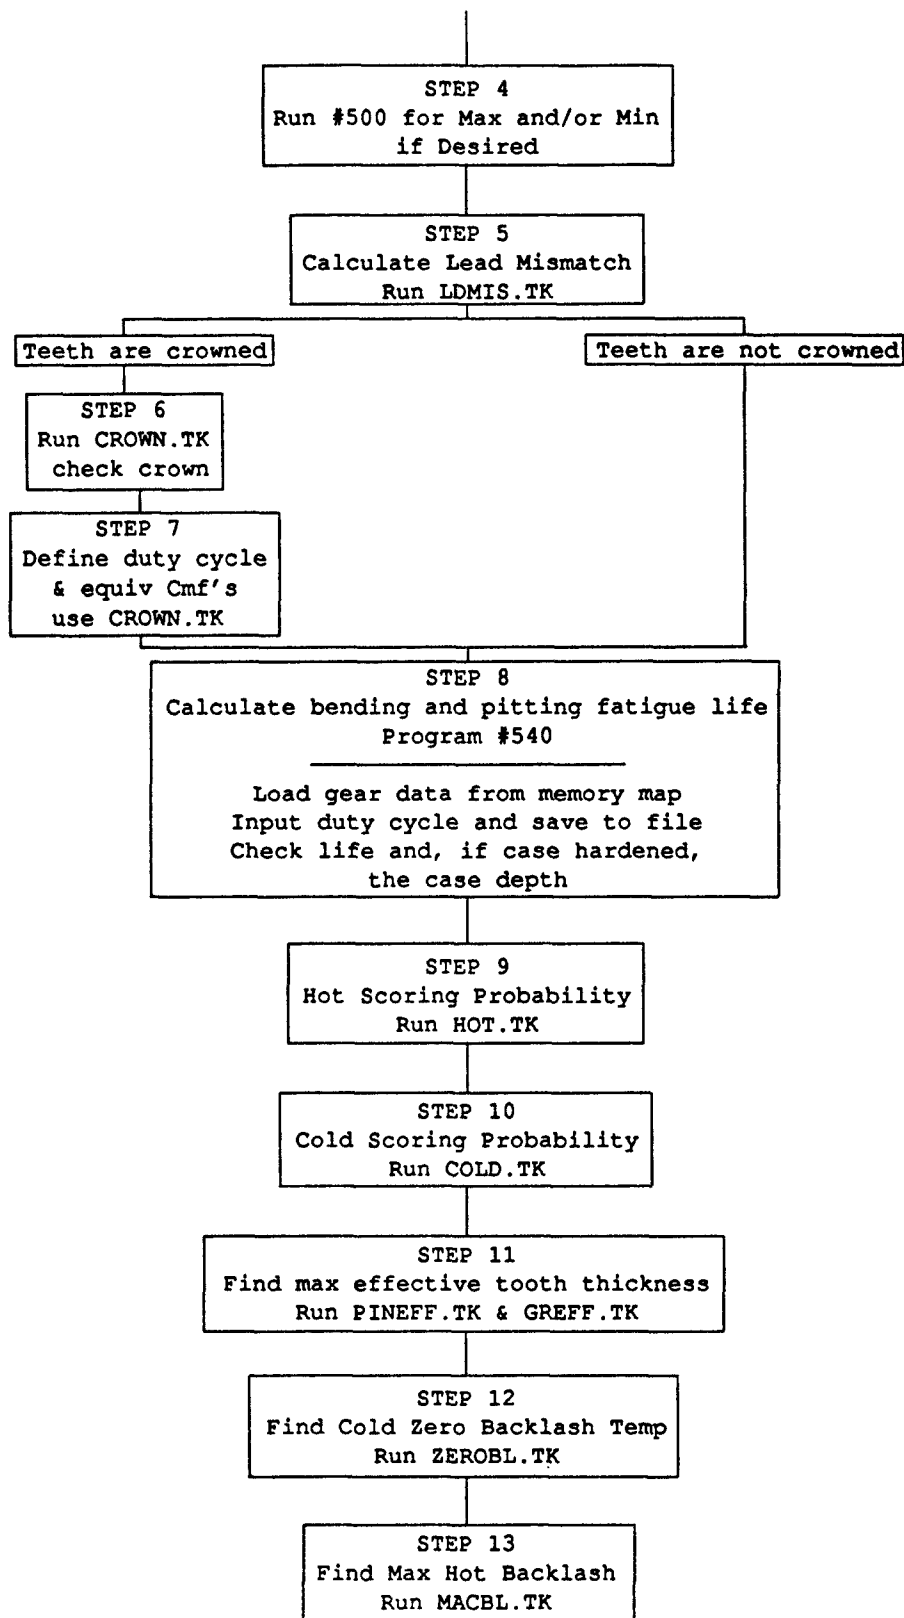 STEP 4
Run #500 for Max and/or Min
if Desired
STEP 5
Calculate Lead Mismatch
Run LDMIS.TK
Teeth are crowned
Teeth are not crowned
STEP 6
Run CROWN.TK
check crown
STEP 7
Define duty cycle
& equiv Cmf's
use CROWN.TK
STEP 8
Calculate bending and pitting fatigue life
Program #540
Load gear data from memory map
Input duty cycle and save to file
Check life and, if case hardened,
the case depth
STEP 9
Hot Scoring Probability
Run HOT.TK
STEP 10
Cold Scoring Probability
Run COLD.TK
STEP 11
Find max effective tooth thickness
Run PINEFF.TK & GREFF.TK
STEP 12
Find Cold Zero Backlash Temp
Run ZEROBL.TK
STEP 13
Find Max Hot Backlash
Run MACBL.TK